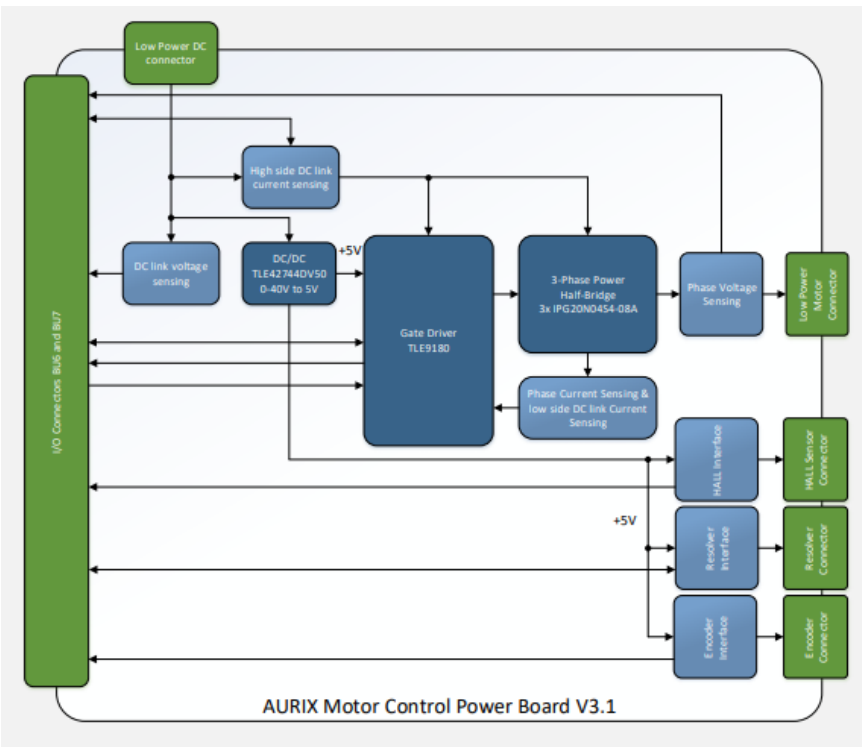 Low Power DC
connector
High side DC link
current sensing
DC link voltage
sensing
DC/DC
TLE42744DV50
0-40V to 5V
+5V
Gate Driver
TLE9180
3-Phase Power
Half-Bridge
3x IPG20N04S4-08A
Phase Voltage
Sensing
Low Power
Motor
Connector
Phase Current Sensing &
low side DC link Current
Sensing
I/O Connectors BU6 and BU7
HALL Interface
HALL Sensor
Connector
+5V
Resolver
Interface
Resolver
Connector
Encoder
Interface
Encoder
Connector
AURIX Motor Control Power Board V3.1